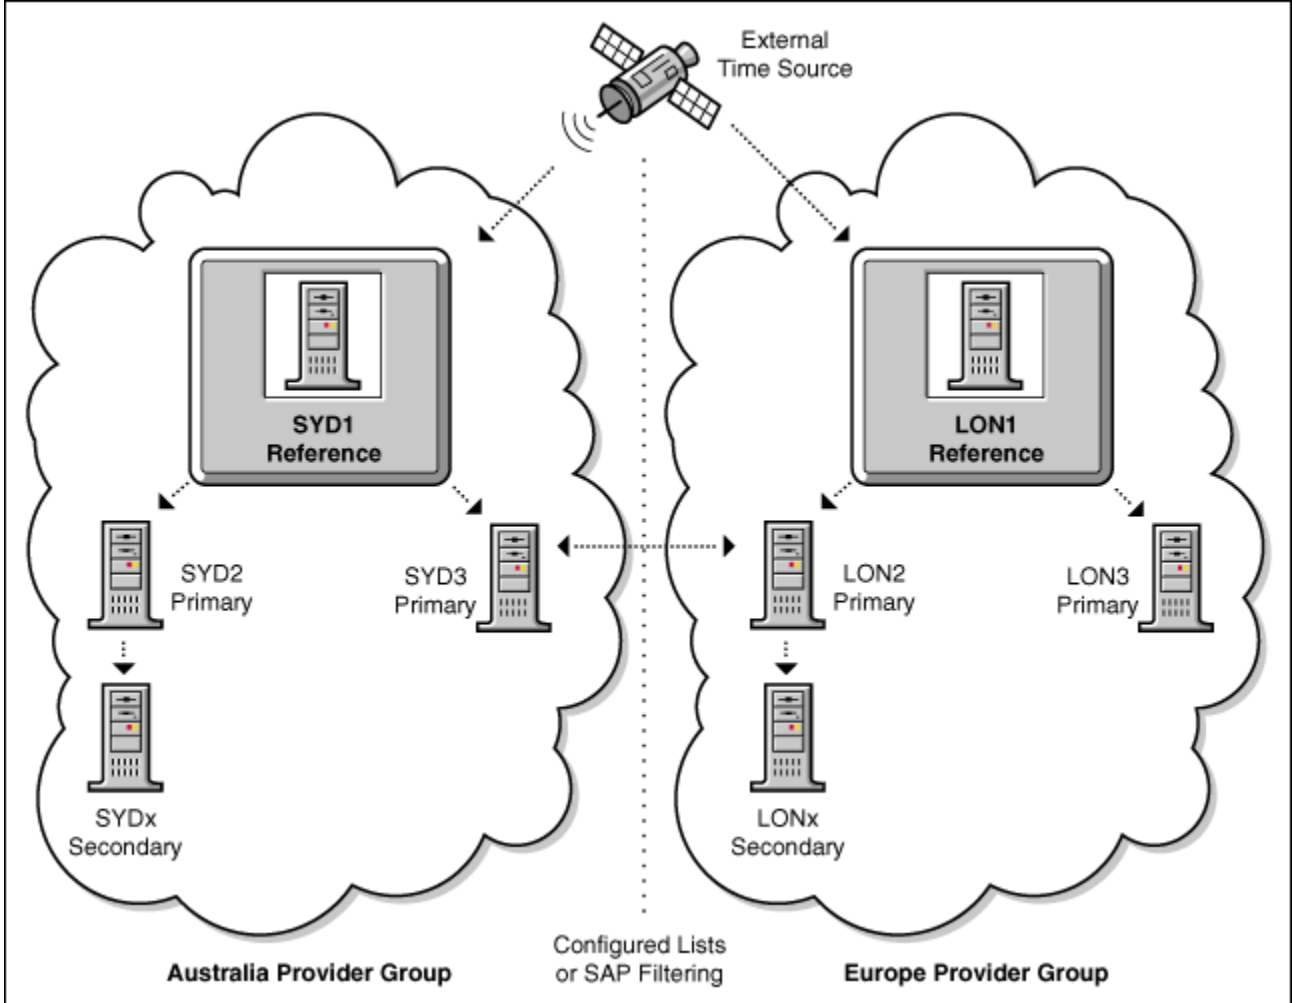 External
Time Source
SYD1
Reference
LON1
Reference
SYD2
Primary
SYD3
Primary
LON2
Primary
LON3
Primary
SYDx
Secondary
LONx
Secondary
Configured Lists
or SAP Filtering
Australia Provider Group
Europe Provider Group